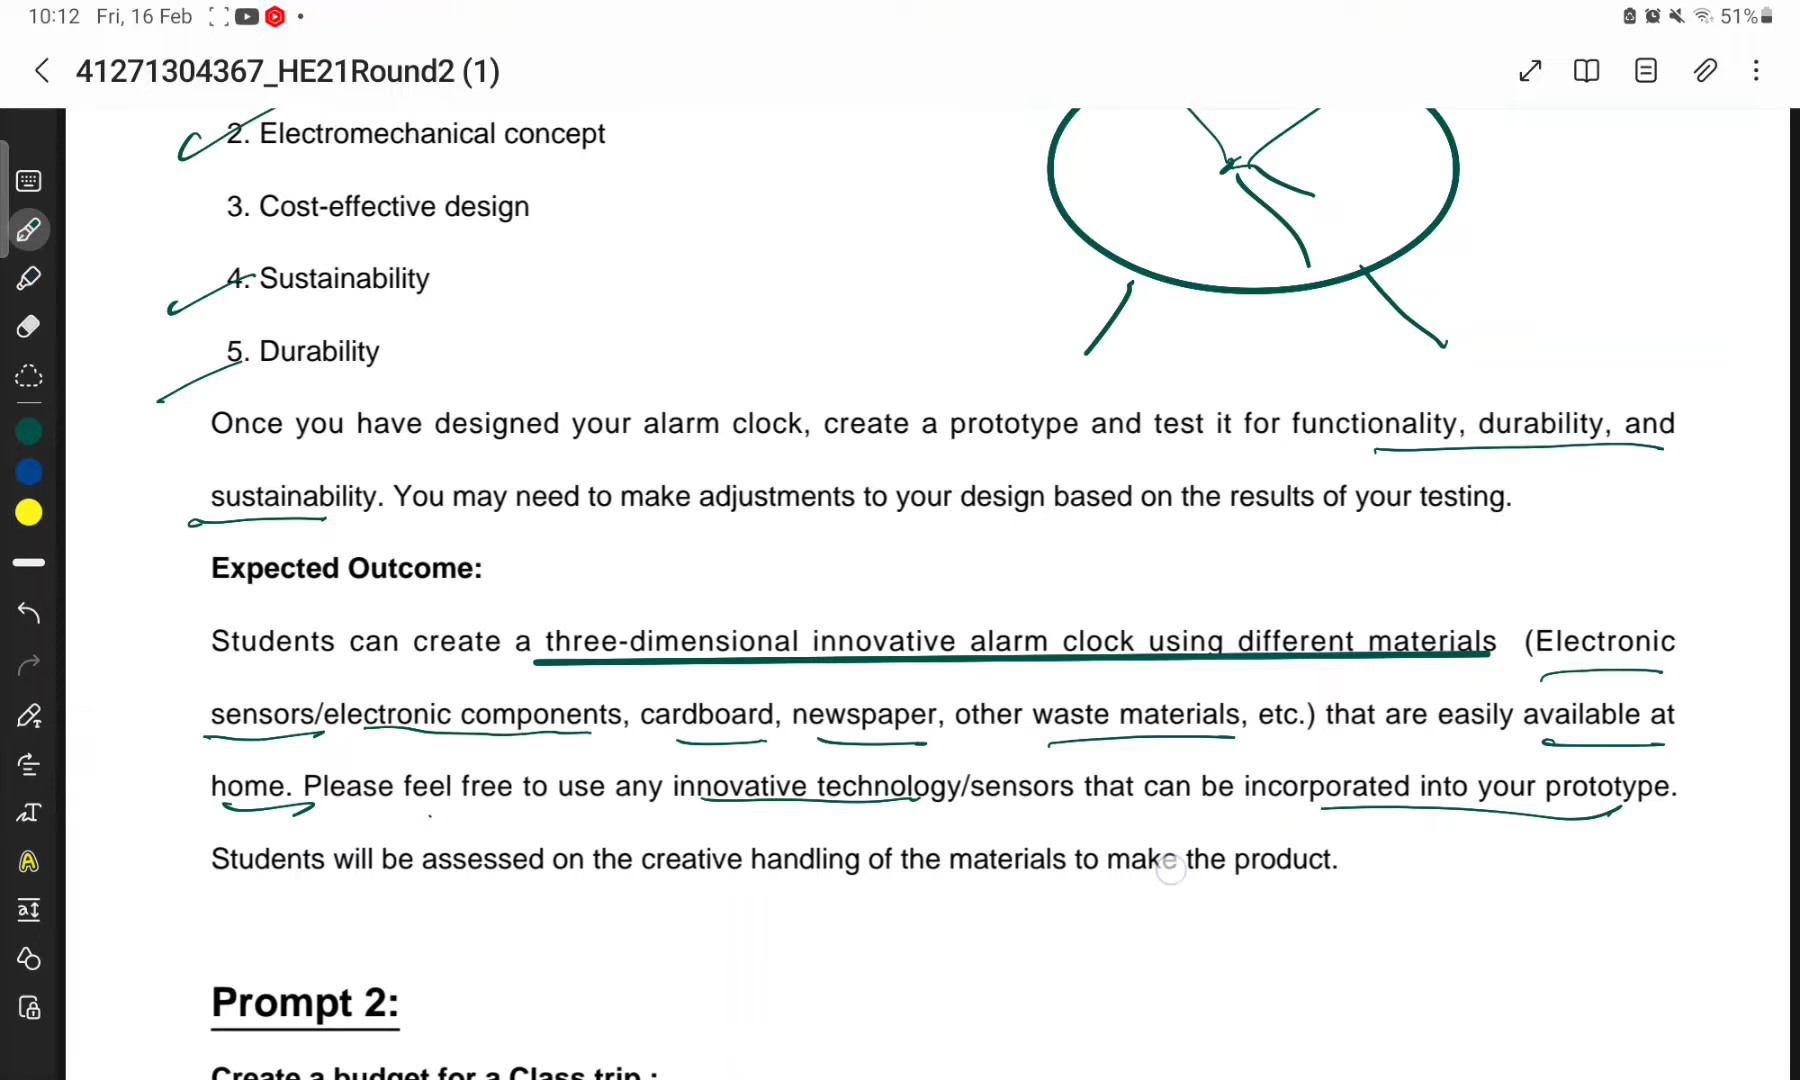 10:12 Fri, 16 Feb 51%
41271304367_HE21Round2 (1)
2. Electromechanical concept
3. Cost-effective design
4. Sustainability
5. Durability
Once you have designed your alarm clock, create a prototype and test it for functionality, durability, and
sustainability. You may need to make adjustments to your design based on the results of your testing.
Expected Outcome:
Students can create a three-dimensional innovative alarm clock using different materials (Electronic
sensors/electronic components, cardboard, newspaper, other waste materials, etc.) that are easily available at
home. Please feel free to use any innovative technology/sensors that can be incorporated into your prototype.
Students will be assessed on the creative handling of the materials to make the product.
Prompt 2:
Create a budget for a Class trip :